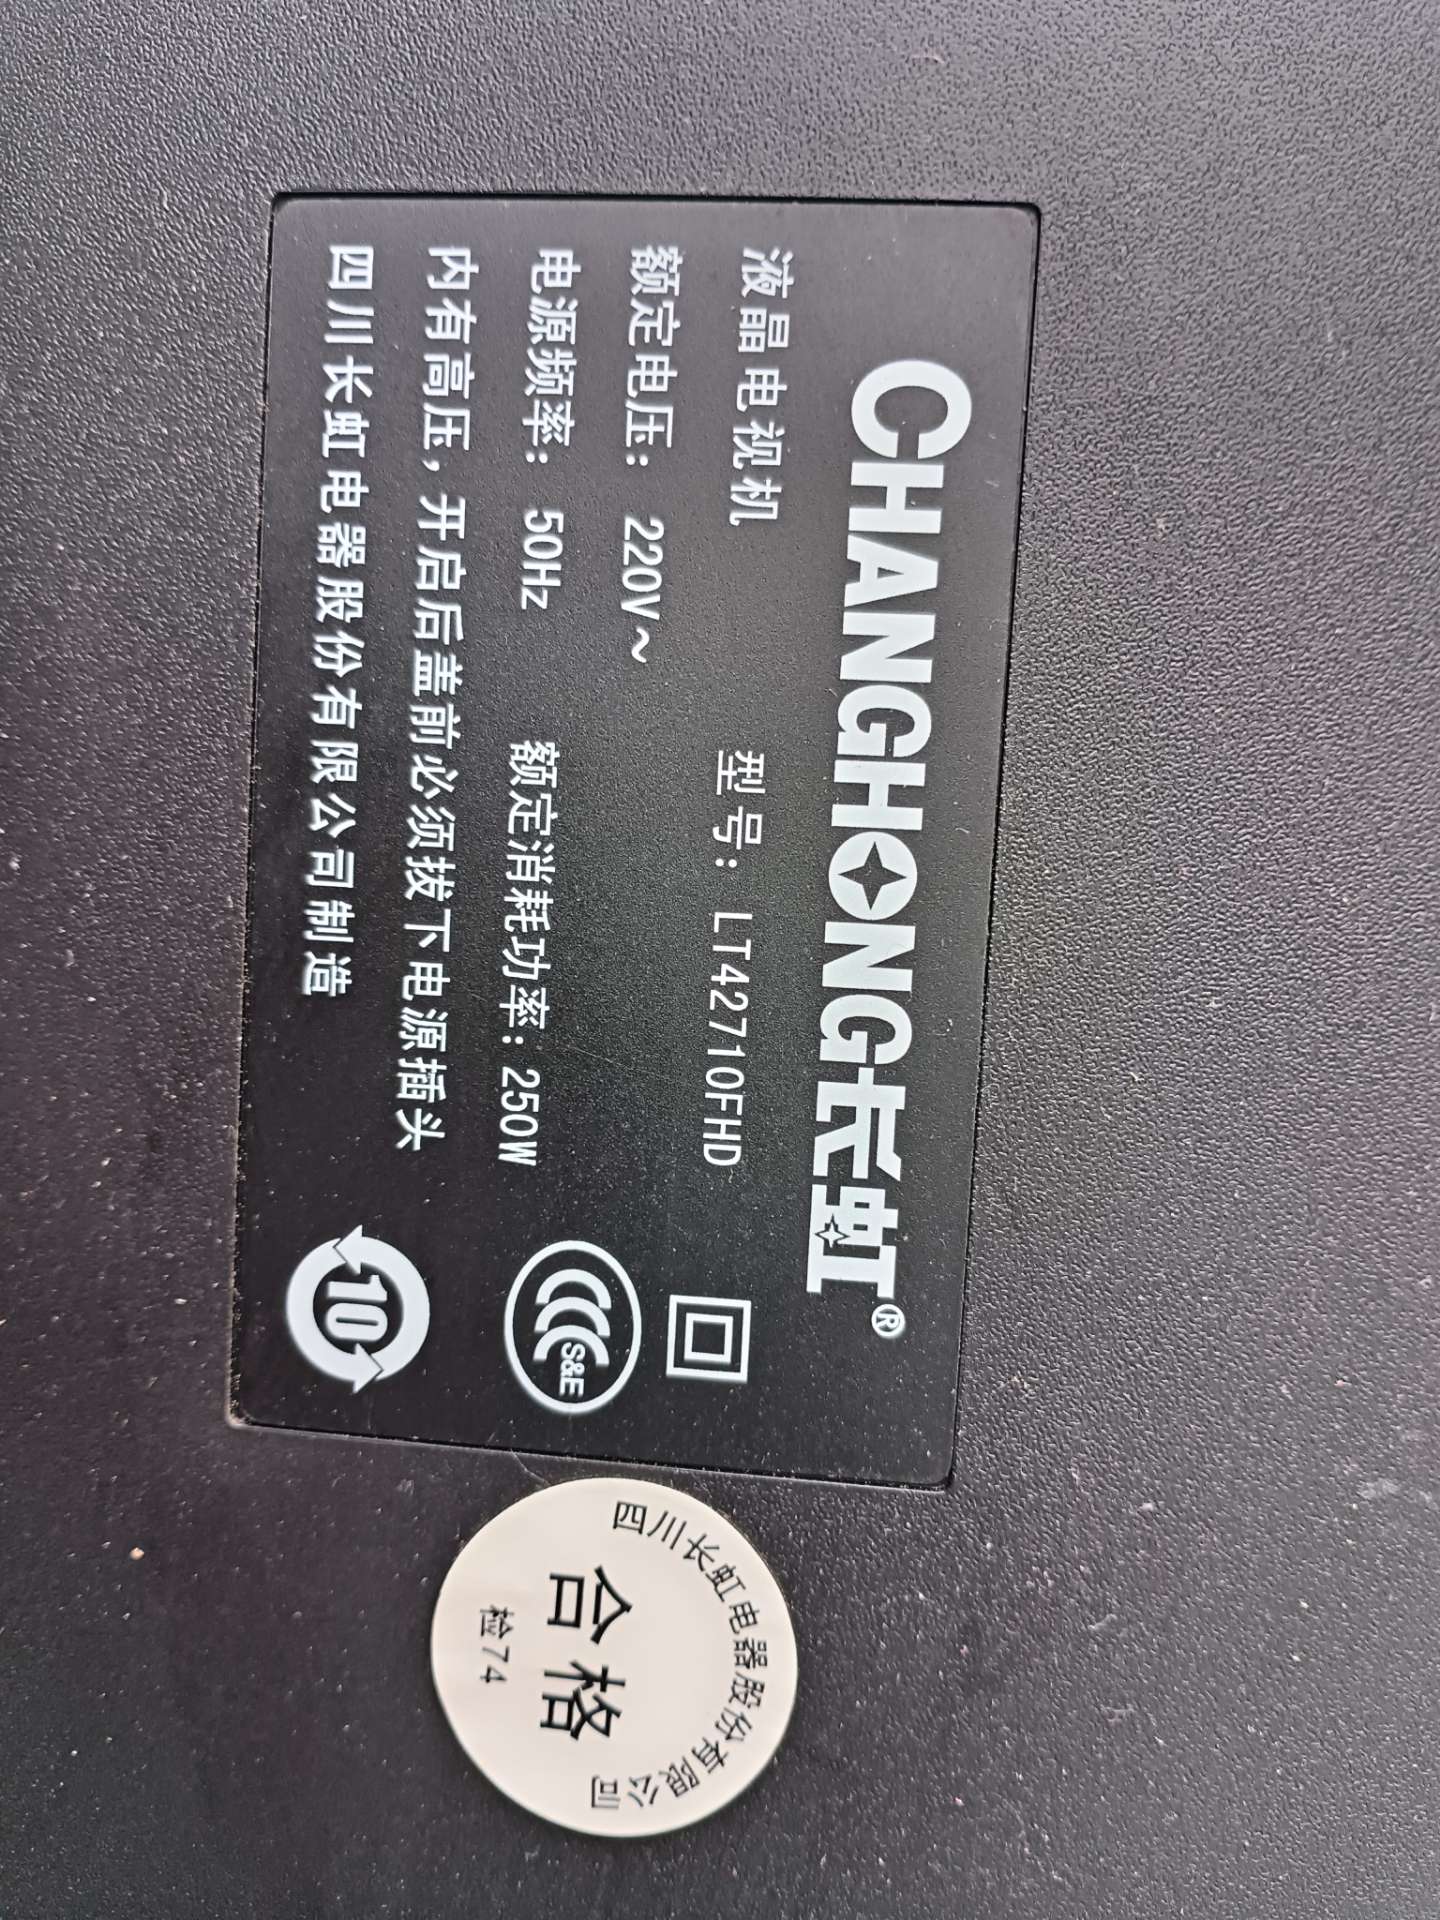 CHANGHONG长虹®
液晶电视机 型号: LT42710FHD
额定电压: 220V~
电源频率: 50Hz 额定消耗功率: 250W
内有高压,开启后盖前必须拔下电源插头
四川长虹电器股份有限公司制造
CCC S&E
10
四川长虹电器股份有限公司
合格
检74